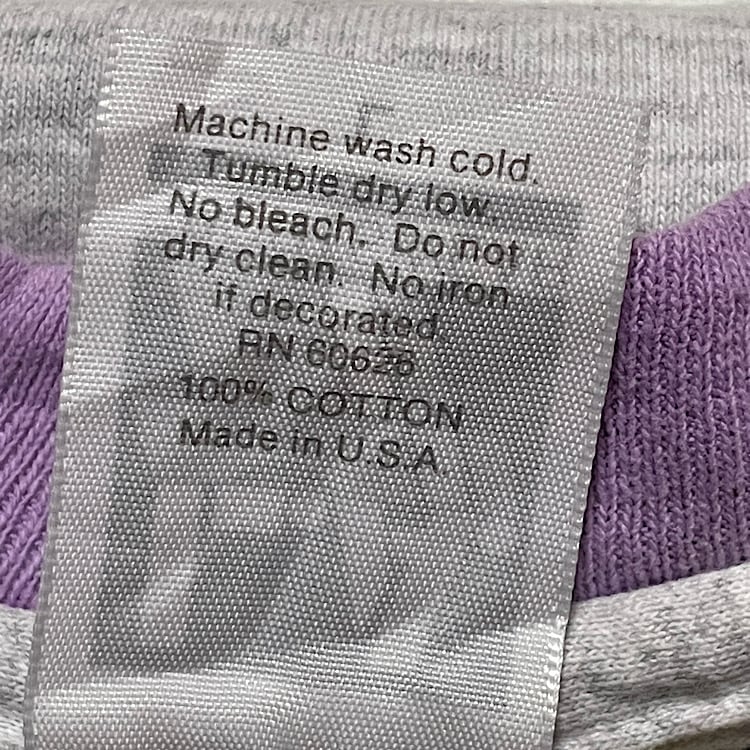 Machine wash cold.
Tumble dry low.
No bleach. Do not
dry clean. No iron
if decorated.
RN 60626
100% COTTON
Made in U.S.A.